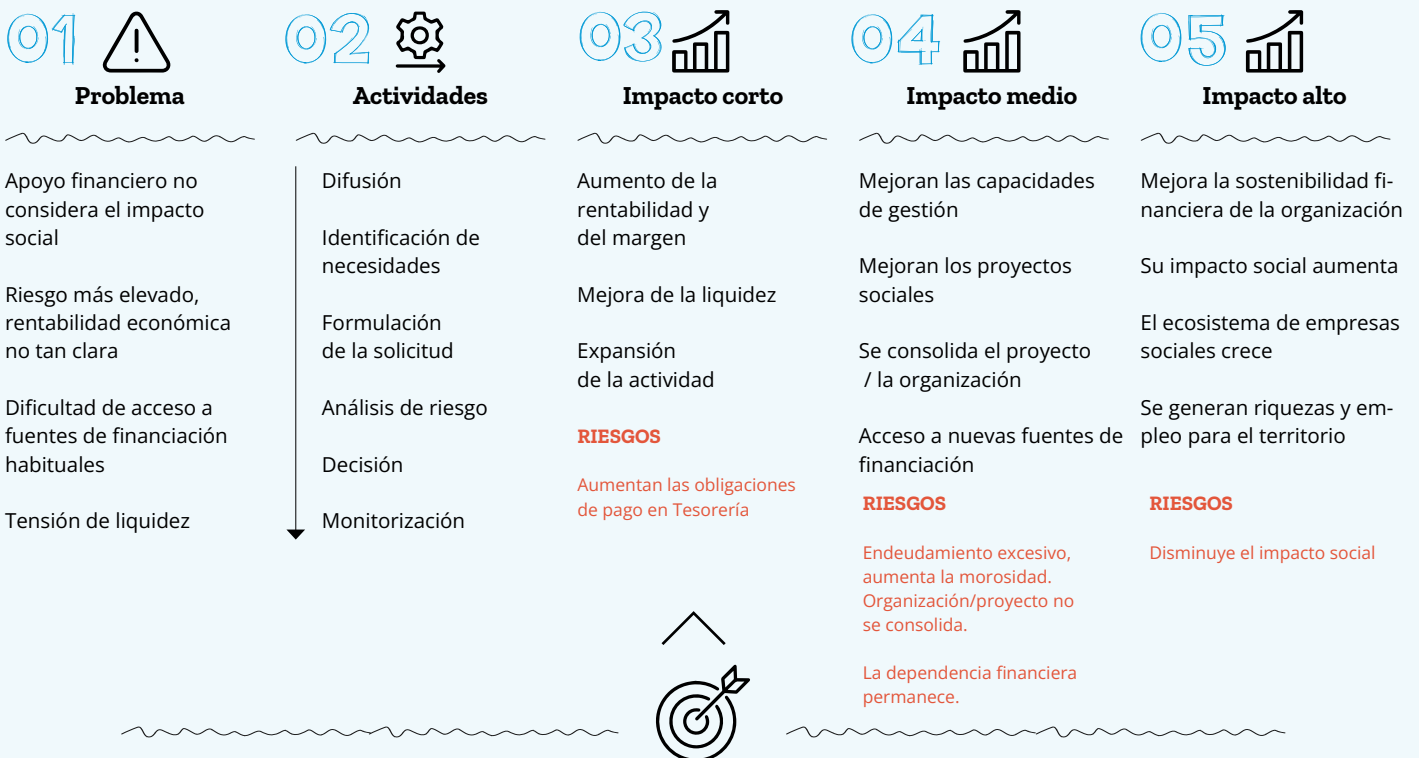 01
Problema
Apoyo financiero no
considera el impacto
social
Riesgo más elevado,
rentabilidad económica
no tan clara
Dificultad de acceso a
fuentes de financiación
habituales
Tensión de liquidez
02
Actividades
Difusión
Identificación de
necesidades
Formulación
de la solicitud
Análisis de riesgo
Decisión
Monitorización
03
Impacto corto
Aumento de la
rentabilidad y
del margen
Mejora de la liquidez
Expansión
de la actividad
RIESGOS
Aumentan las obligaciones
de pago en Tesorería
04
Impacto medio
Mejoran las capacidades
de gestión
Mejoran los proyectos
sociales
Se consolida el proyecto
/ la organización
Acceso a nuevas fuentes de
financiación
RIESGOS
Endeudamiento excesivo,
aumenta la morosidad.
Organización/proyecto no
se consolida.
La dependencia financiera
permanece.
05
Impacto alto
Mejora la sostenibilidad fi-
nanciera de la organización
Su impacto social aumenta
El ecosistema de empresas
sociales crece
Se generan riquezas y em-
pleo para el territorio
RIESGOS
Disminuye el impacto social